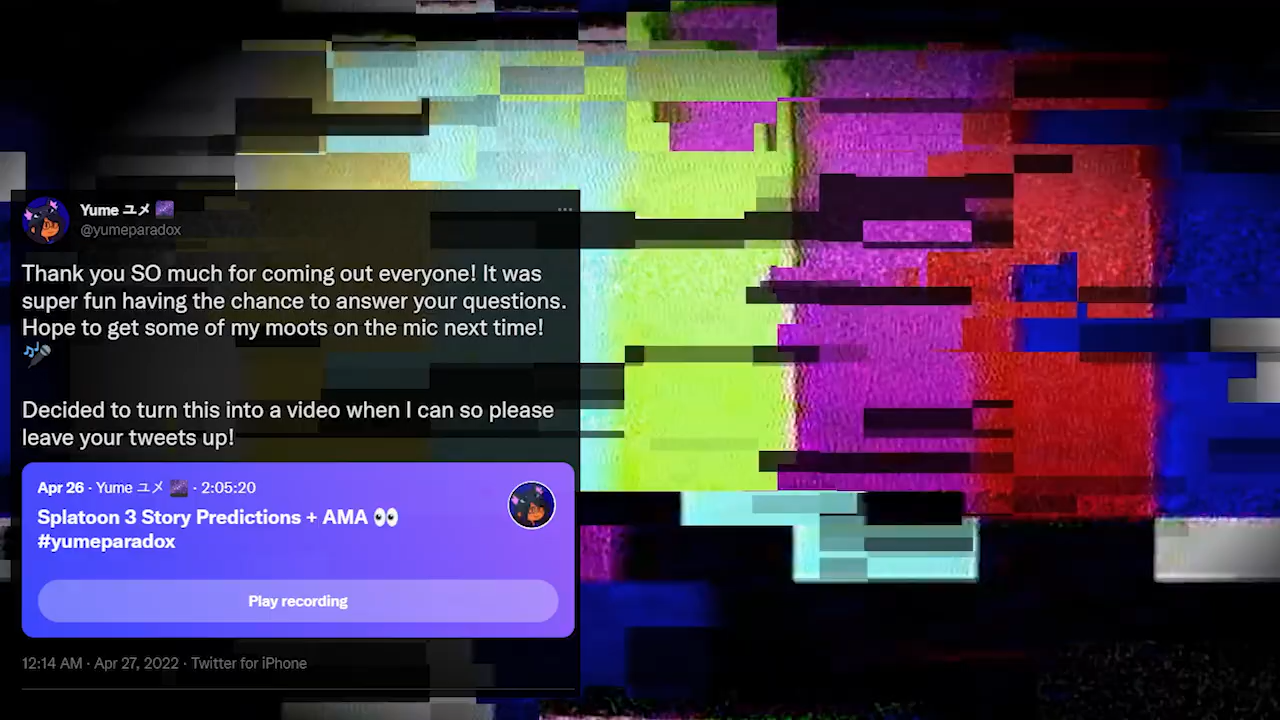 Yume ユメ 🌌
@yumeparadox
Thank you SO much for coming out everyone! It was
super fun having the chance to answer your questions.
Hope to get some of my moots on the mic next time!
🎶🎤
Decided to turn this into a video when I can so please
leave your tweets up!
Apr 26 · Yume ユメ 🌌 · 2:05:20
Splatoon 3 Story Predictions + AMA 👀
#yumeparadox
Play recording
12:14 AM · Apr 27, 2022 · Twitter for iPhone